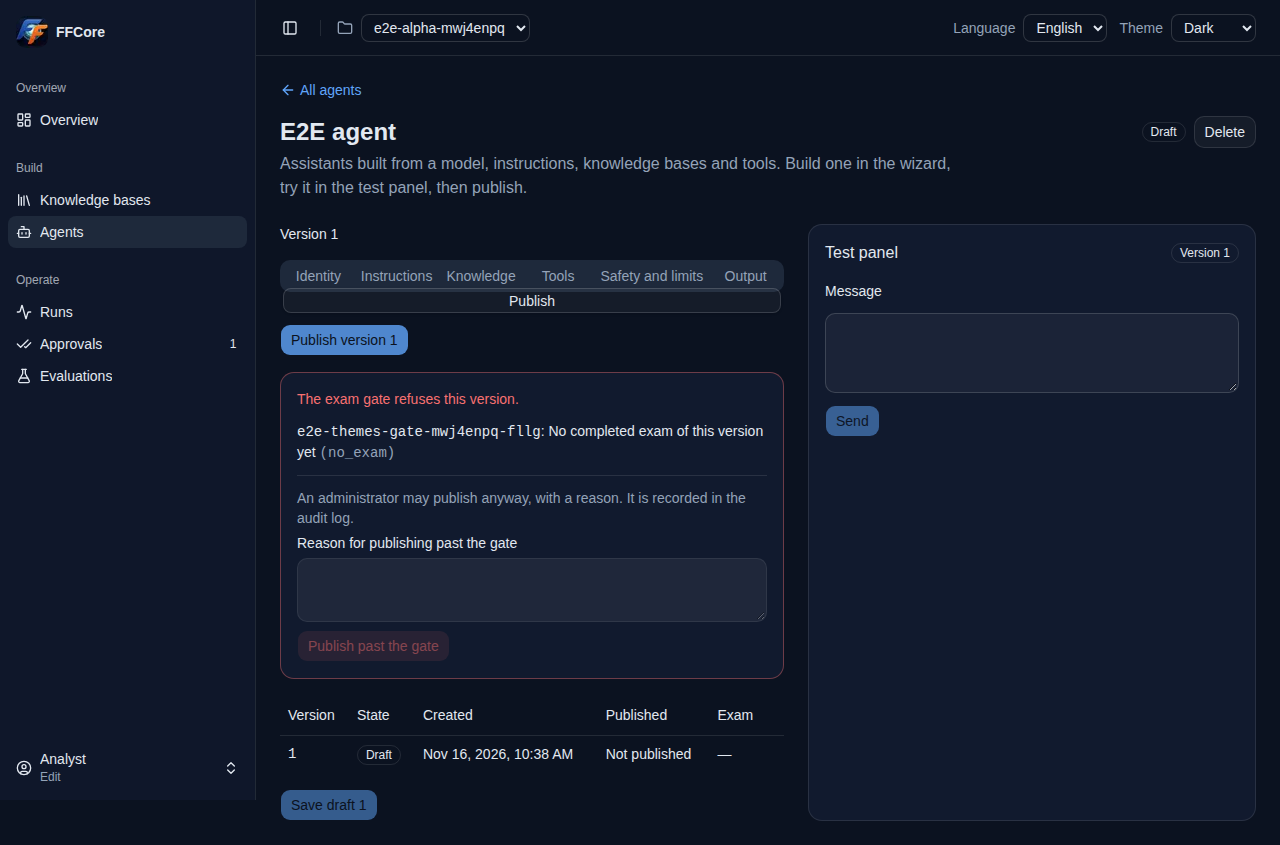 FFCore
e2e-alpha-mwj4enpq
Language
English
Theme
Dark
Overview
Overview
Build
Knowledge bases
Agents
Operate
Runs
Approvals
1
Evaluations
Analyst
Edit
All agents
E2E agent
Draft
Delete
Assistants built from a model, instructions, knowledge bases and tools. Build one in the wizard,
try it in the test panel, then publish.
Version 1
Identity
Instructions
Knowledge
Tools
Safety and limits
Output
Publish
Publish version 1
The exam gate refuses this version.
e2e-themes-gate-mwj4enpq-fllg: No completed exam of this version
yet (no_exam)
An administrator may publish anyway, with a reason. It is recorded in the
audit log.
Reason for publishing past the gate
Publish past the gate
Version State Created Published Exam
1 Draft Nov 16, 2026, 10:38 AM Not published —
Save draft 1
Test panel
Version 1
Message
Send